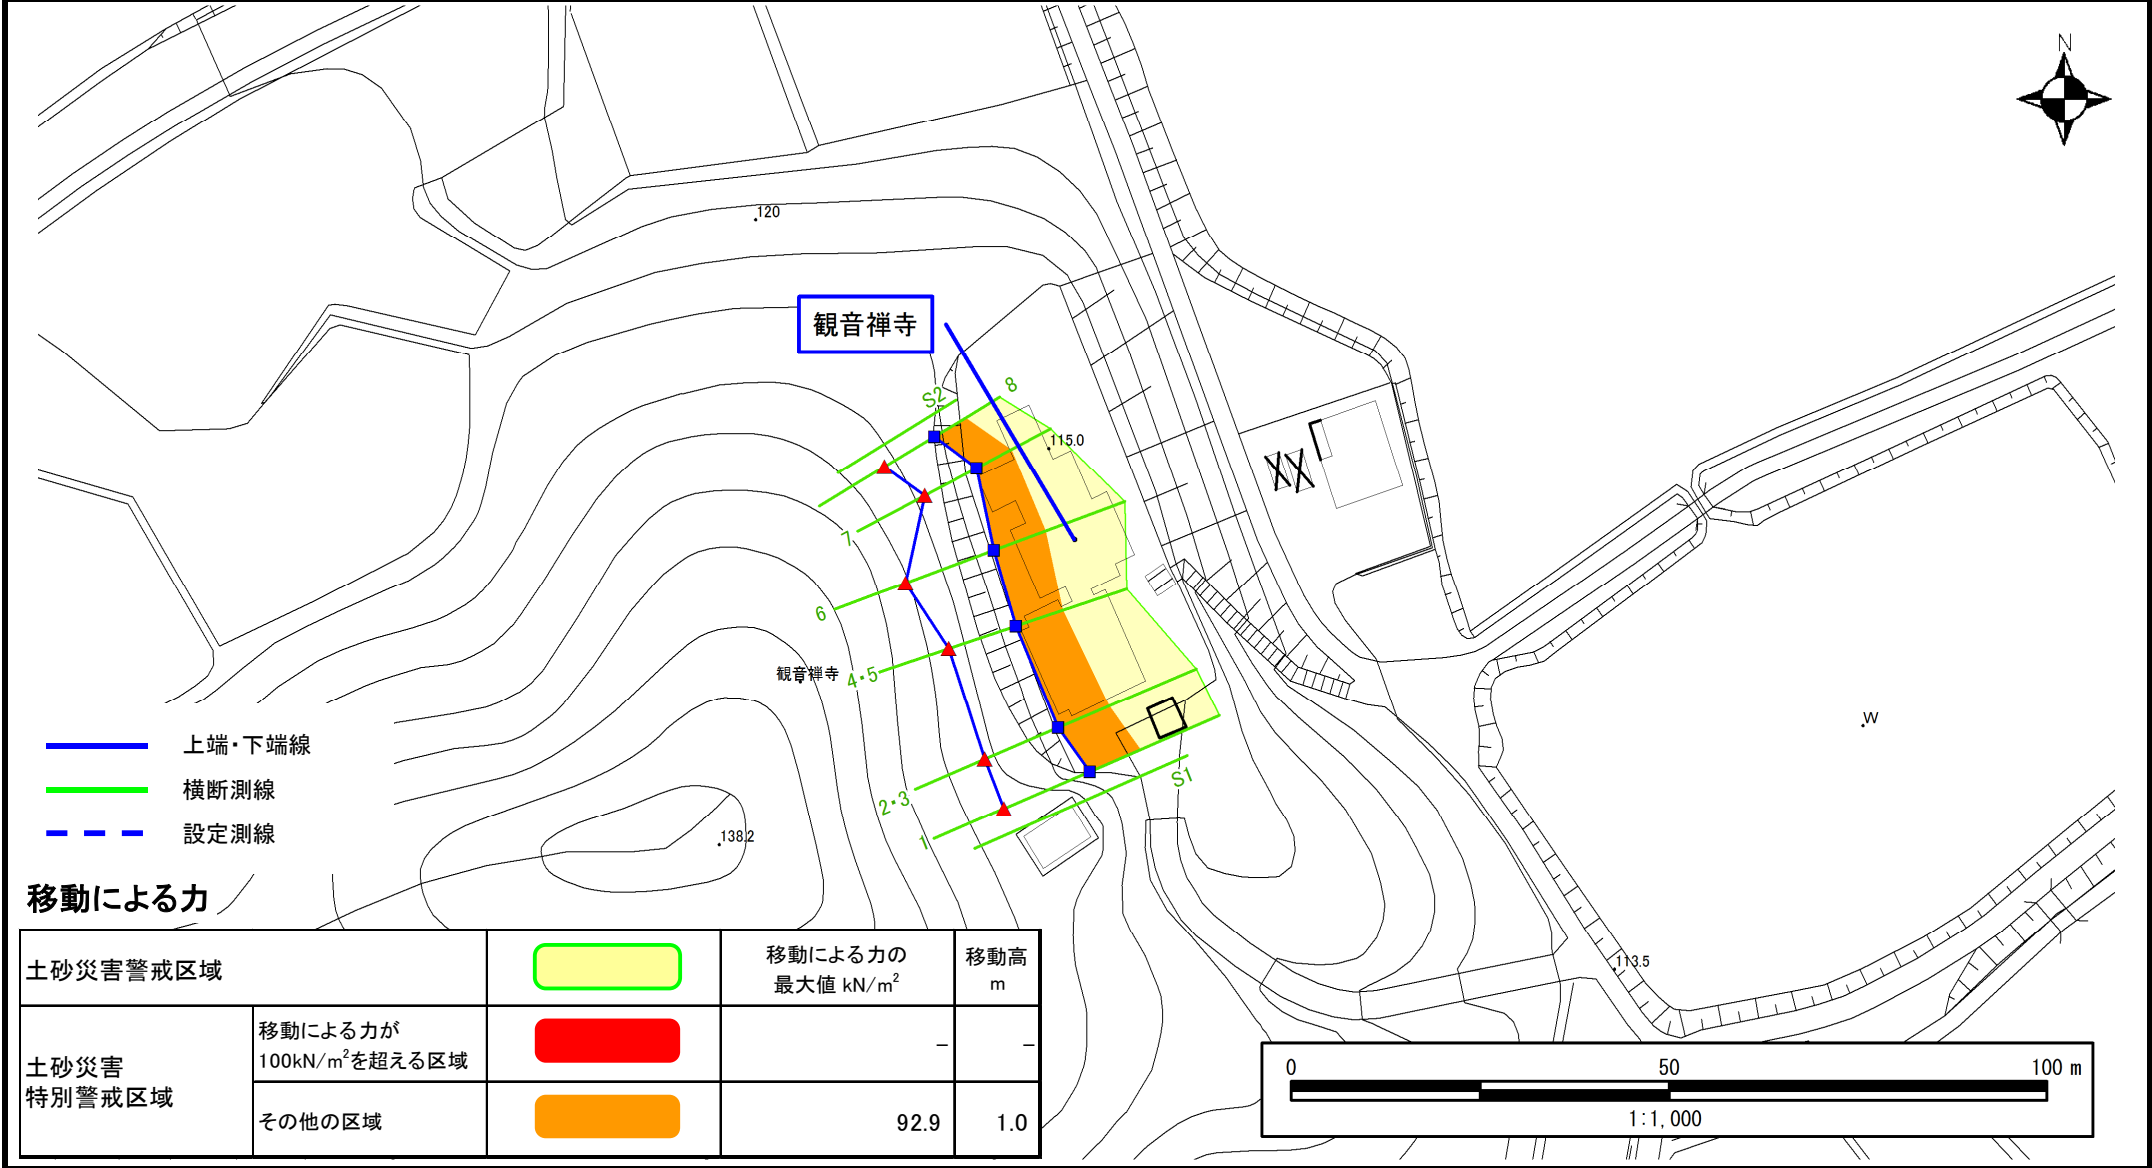 N
120
観音禅寺
S2
8
115.0
7
6
観音禅寺
4・5
W
2・3
S1
1
138.2
113.5
上端・下端線
横断測線
設定測線
移動による力
土砂災害警戒区域
移動による力の
最大値 kN/m²
移動高
m
土砂災害
特別警戒区域
移動による力が
100kN/m²を超える区域
−
−
その他の区域
92.9
1.0
0
50
100 m
1:1,000